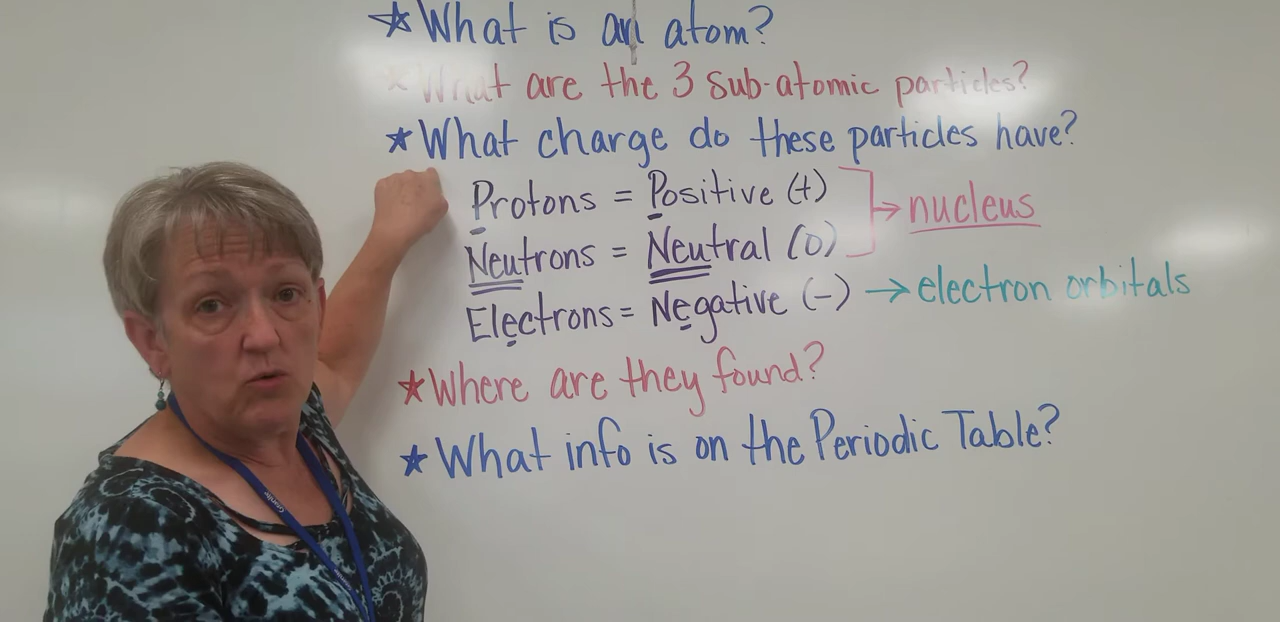 ☆What is an atom?
*What are the 3 sub-atomic particles?
★What charge do these particles have?
Protons = Positive (+)
Neutrons = Neutral (0)
→nucleus
Electrons = Negative (-) →electron orbitals
★Where are they found?
★What info is on the Periodic Table?
Granite